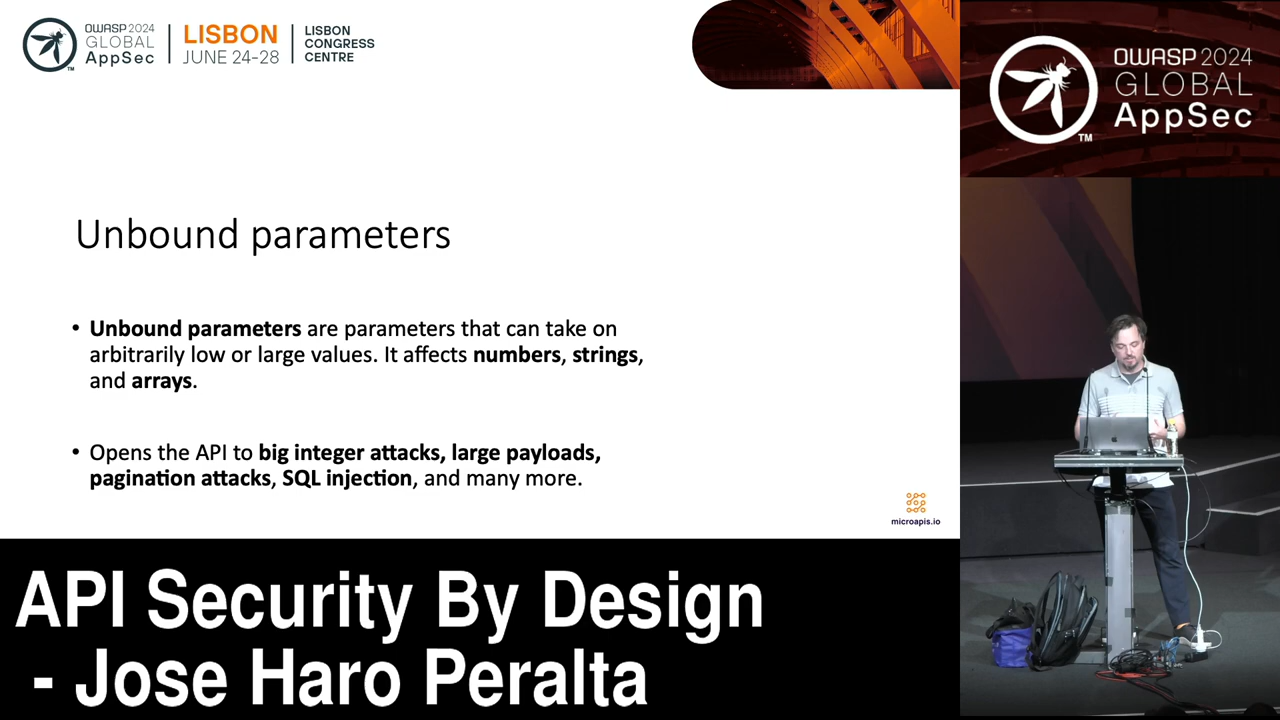 OWASP 2024
GLOBAL
AppSec
TM
LISBON
JUNE 24-28
LISBON
CONGRESS
CENTRE
OWASP 2024
GLOBAL
AppSec
TM
Unbound parameters
• Unbound parameters are parameters that can take on
arbitrarily low or large values. It affects numbers, strings,
and arrays.
• Opens the API to big integer attacks, large payloads,
pagination attacks, SQL injection, and many more.
microapis.io
API Security By Design
- Jose Haro Peralta